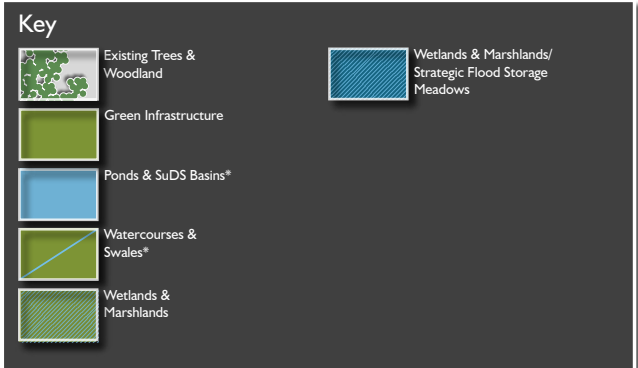 Key
Existing Trees &
Woodland
Green Infrastructure
Ponds & SuDS Basins*
Watercourses &
Swales*
Wetlands &
Marshlands
Wetlands & Marshlands/
Strategic Flood Storage
Meadows